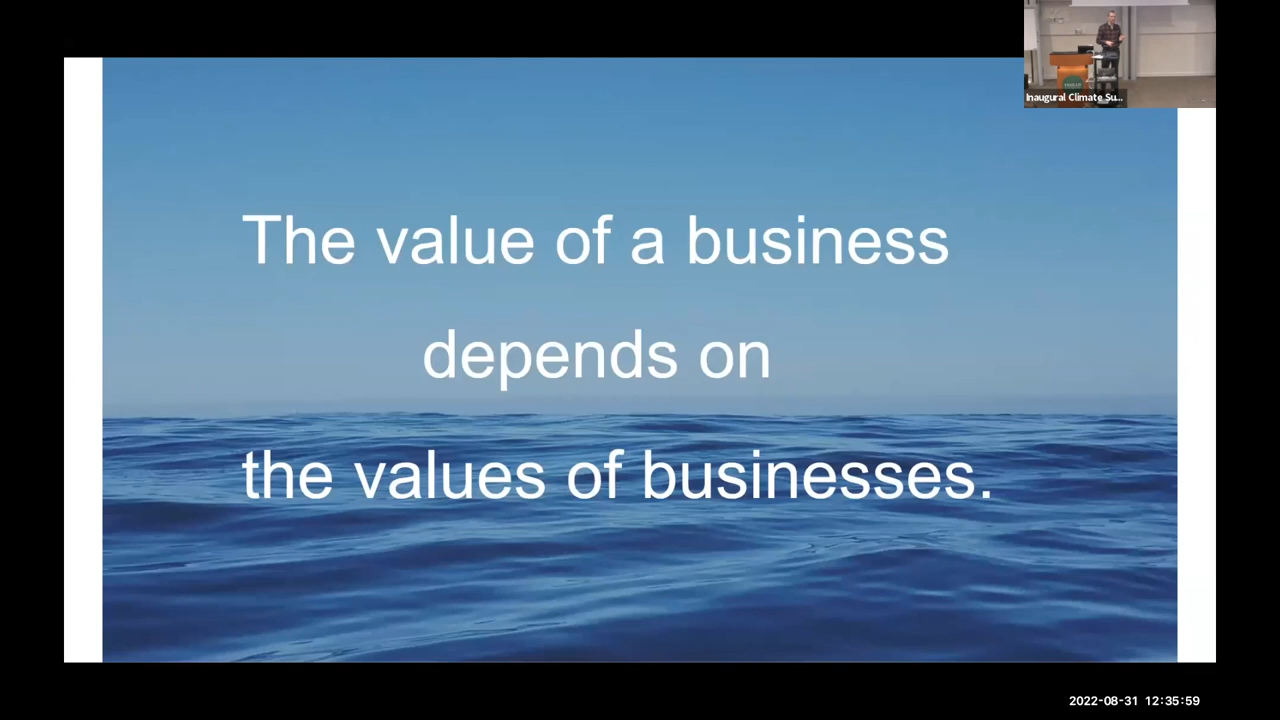 Inaugural Climate Su...
The value of a business
depends on
the values of businesses.
2022-08-31 12:35:59